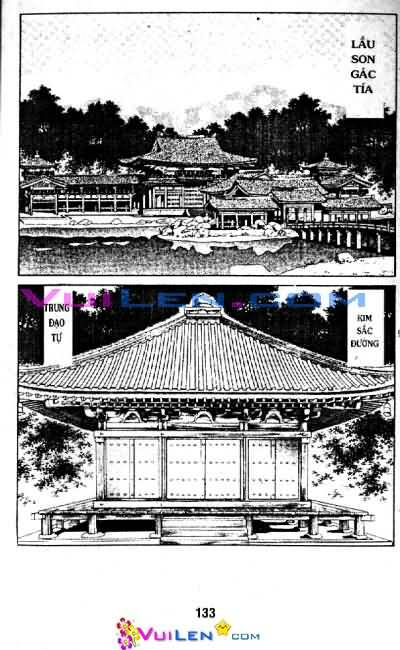 LẦU
SON
GÁC
TÍA
VuiLen.com
TRUNG
ĐẠO
TỰ
KIM
SẮC
ĐƯỜNG
133
VuiLen.com